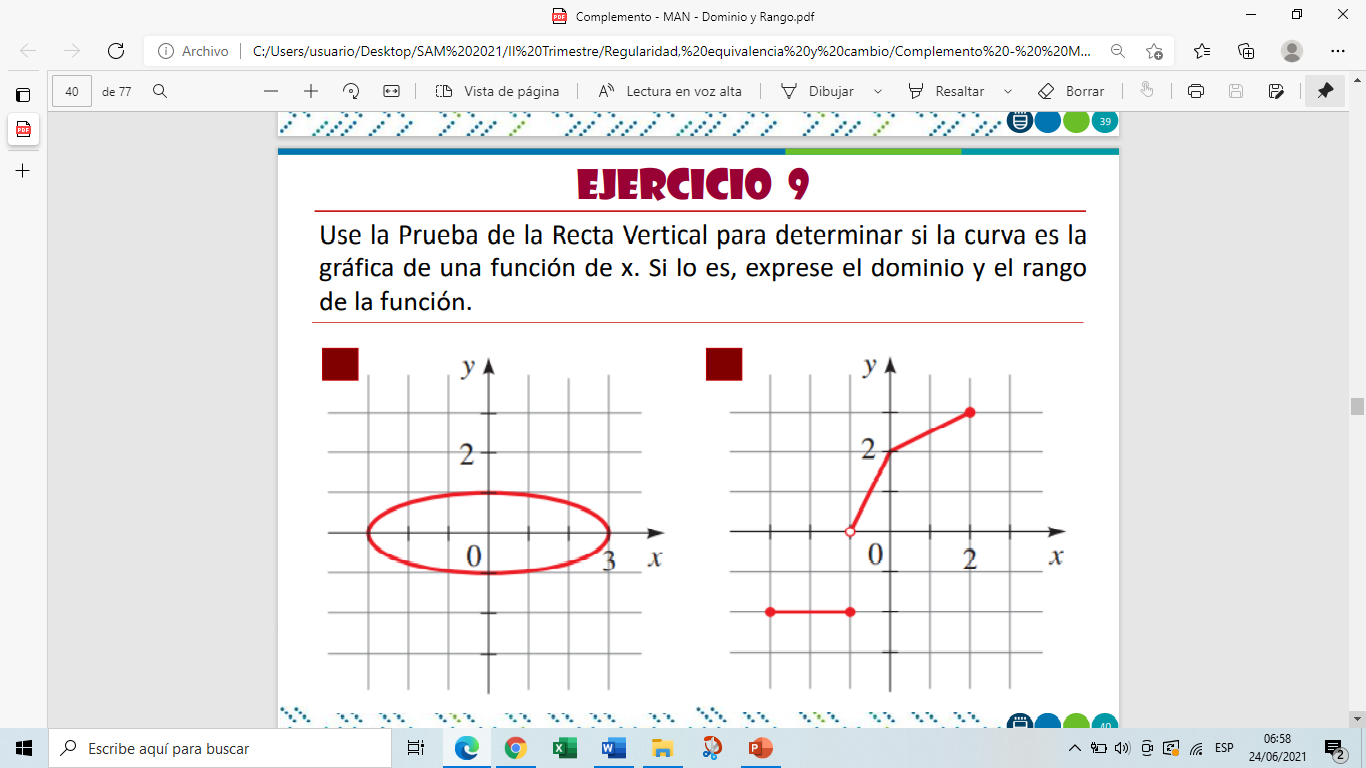 Complemento - MAN - Dominio y Rango.pdf
Archivo
C:/Users/usuario/Desktop/SAM%202021/II%20Trimestre/Regularidad,%20equivalencia%20y%20cambio/Complemento%20-%20%20M...
40
de 77
Vista de página
Lectura en voz alta
Dibujar
Resaltar
Borrar
39
EJERCICIO 9
Use la Prueba de la Recta Vertical para determinar si la curva es la
gráfica de una función de x. Si lo es, exprese el dominio y el rango
de la función.
y
2
0
3
x
y
2
0
2
x
40
Escribe aquí para buscar
ESP
06:58
24/06/2021
2